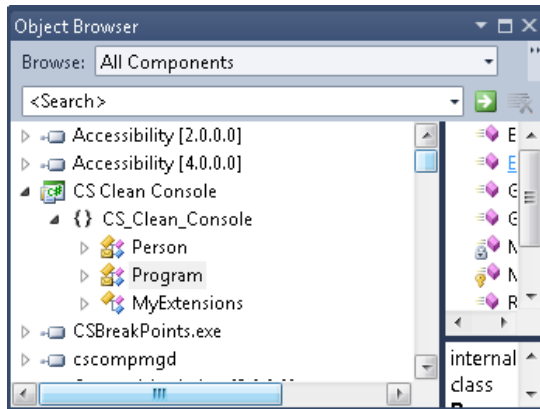 Object Browser
Browse: All Components
<Search>
Accessibility [2.0.0.0]
Accessibility [4.0.0.0]
CS Clean Console
{} CS_Clean_Console
Person
Program
MyExtensions
CSBreakPoints.exe
cscompmgd
E
E
G
G
M
M
R
internal
class